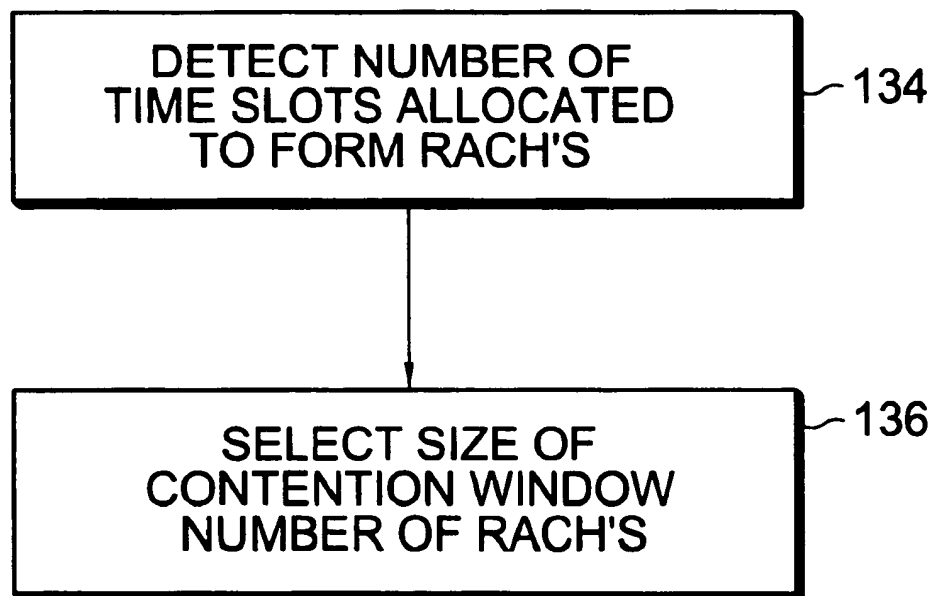 DETECT NUMBER OF
TIME SLOTS ALLOCATED
TO FORM RACH'S
134
SELECT SIZE OF
CONTENTION WINDOW
NUMBER OF RACH'S
136